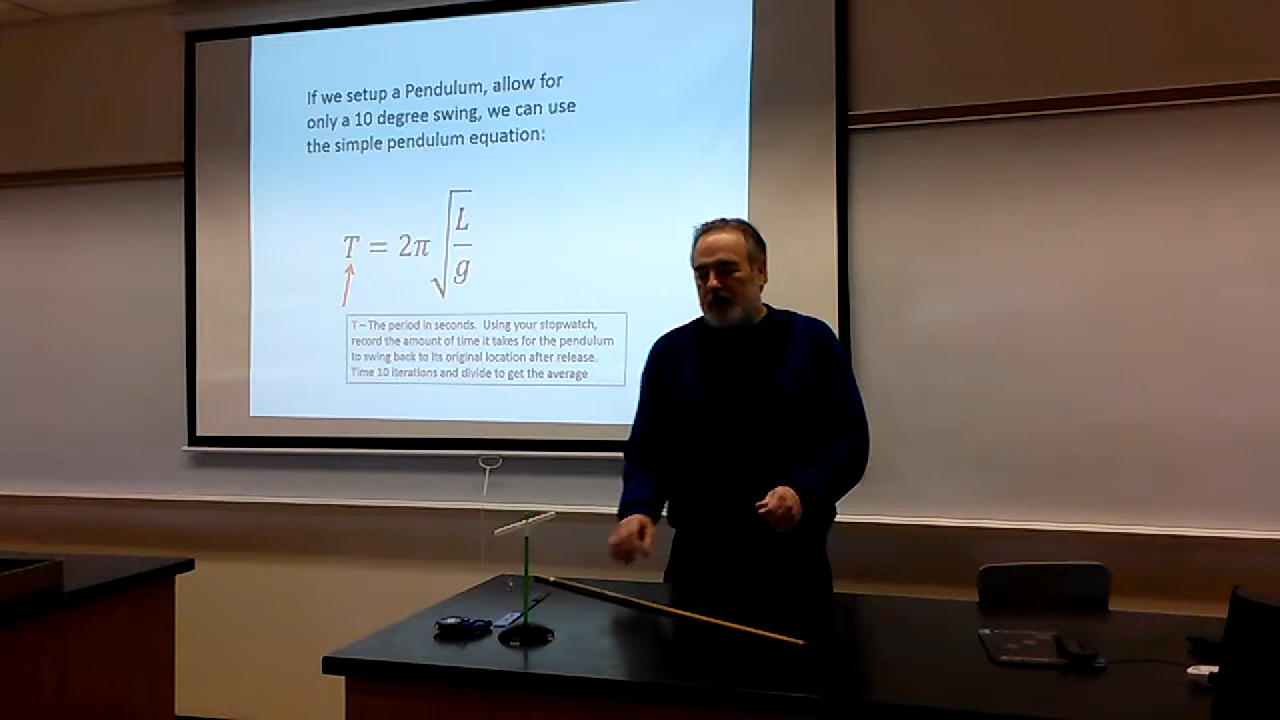 If we setup a Pendulum, allow for
only a 10 degree swing, we can use
the simple pendulum equation:
T = 2π√(L/g)
T – The period in seconds. Using your stopwatch,
record the amount of time it takes for the pendulum
to swing back to its original location after release.
Time 10 iterations and divide to get the average